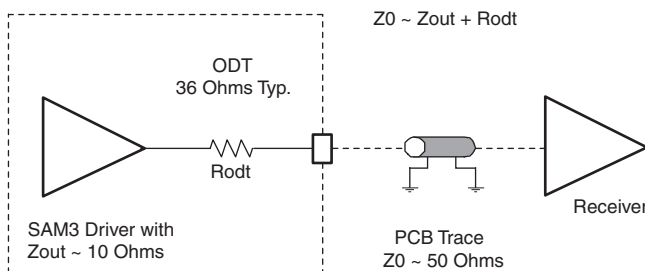 Z0 ~ Zout + Rodt
ODT
36 Ohms Typ.
Rodt
SAM3 Driver with
Zout ~ 10 Ohms
PCB Trace
Z0 ~ 50 Ohms
Receiver